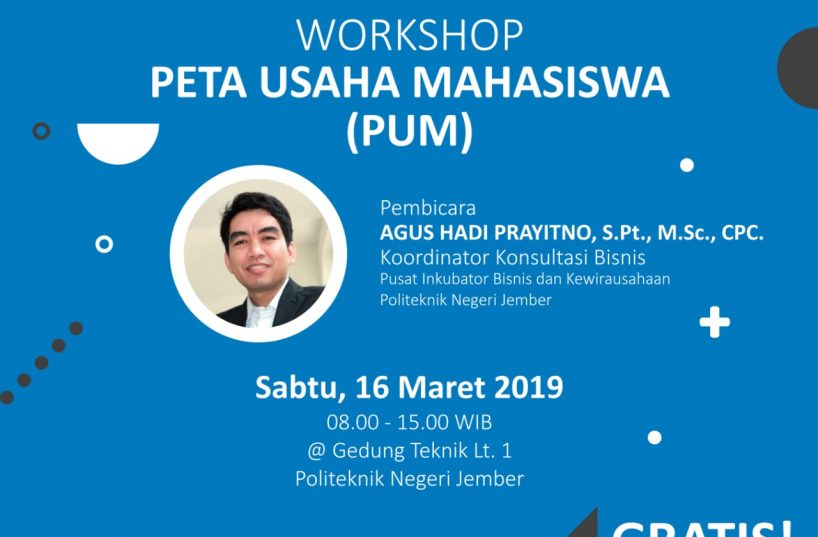 WORKSHOP
PETA USAHA MAHASISWA
(PUM)
Pembicara
AGUS HADI PRAYITNO, S.Pt., M.Sc., CPC.
Koordinator Konsultasi Bisnis
Pusat Inkubator Bisnis dan Kewirausahaan
Politeknik Negeri Jember
Sabtu, 16 Maret 2019
08.00 - 15.00 WIB
@ Gedung Teknik Lt. 1
Politeknik Negeri Jember
GRATIS!